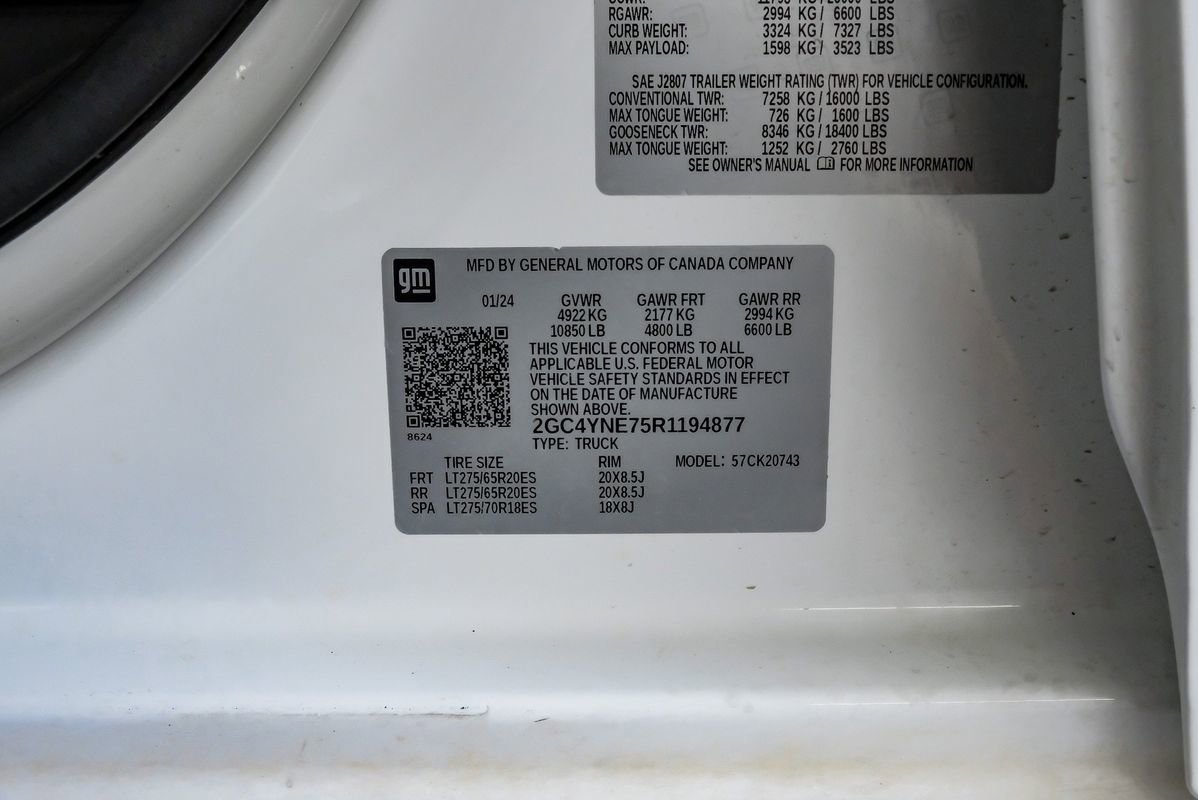 RGAWR: 2994 KG / 6600 LBS
CURB WEIGHT: 3324 KG / 7327 LBS
MAX PAYLOAD: 1598 KG / 3523 LBS
SAE J2807 TRAILER WEIGHT RATING (TWR) FOR VEHICLE CONFIGURATION.
CONVENTIONAL TWR: 7258 KG / 16000 LBS
MAX TONGUE WEIGHT: 726 KG / 1600 LBS
GOOSENECK TWR: 8346 KG / 18400 LBS
MAX TONGUE WEIGHT: 1252 KG / 2760 LBS
SEE OWNER'S MANUAL FOR MORE INFORMATION
gm
MFD BY GENERAL MOTORS OF CANADA COMPANY
01/24 GVWR GAWR FRT GAWR RR
4922 KG 2177 KG 2994 KG
10850 LB 4800 LB 6600 LB
THIS VEHICLE CONFORMS TO ALL
APPLICABLE U.S. FEDERAL MOTOR
VEHICLE SAFETY STANDARDS IN EFFECT
ON THE DATE OF MANUFACTURE
SHOWN ABOVE.
2GC4YNE75R1194877
8624
TYPE: TRUCK
TIRE SIZE RIM MODEL: 57CK20743
FRT LT275/65R20ES 20X8.5J
RR LT275/65R20ES 20X8.5J
SPA LT275/70R18ES 18X8J